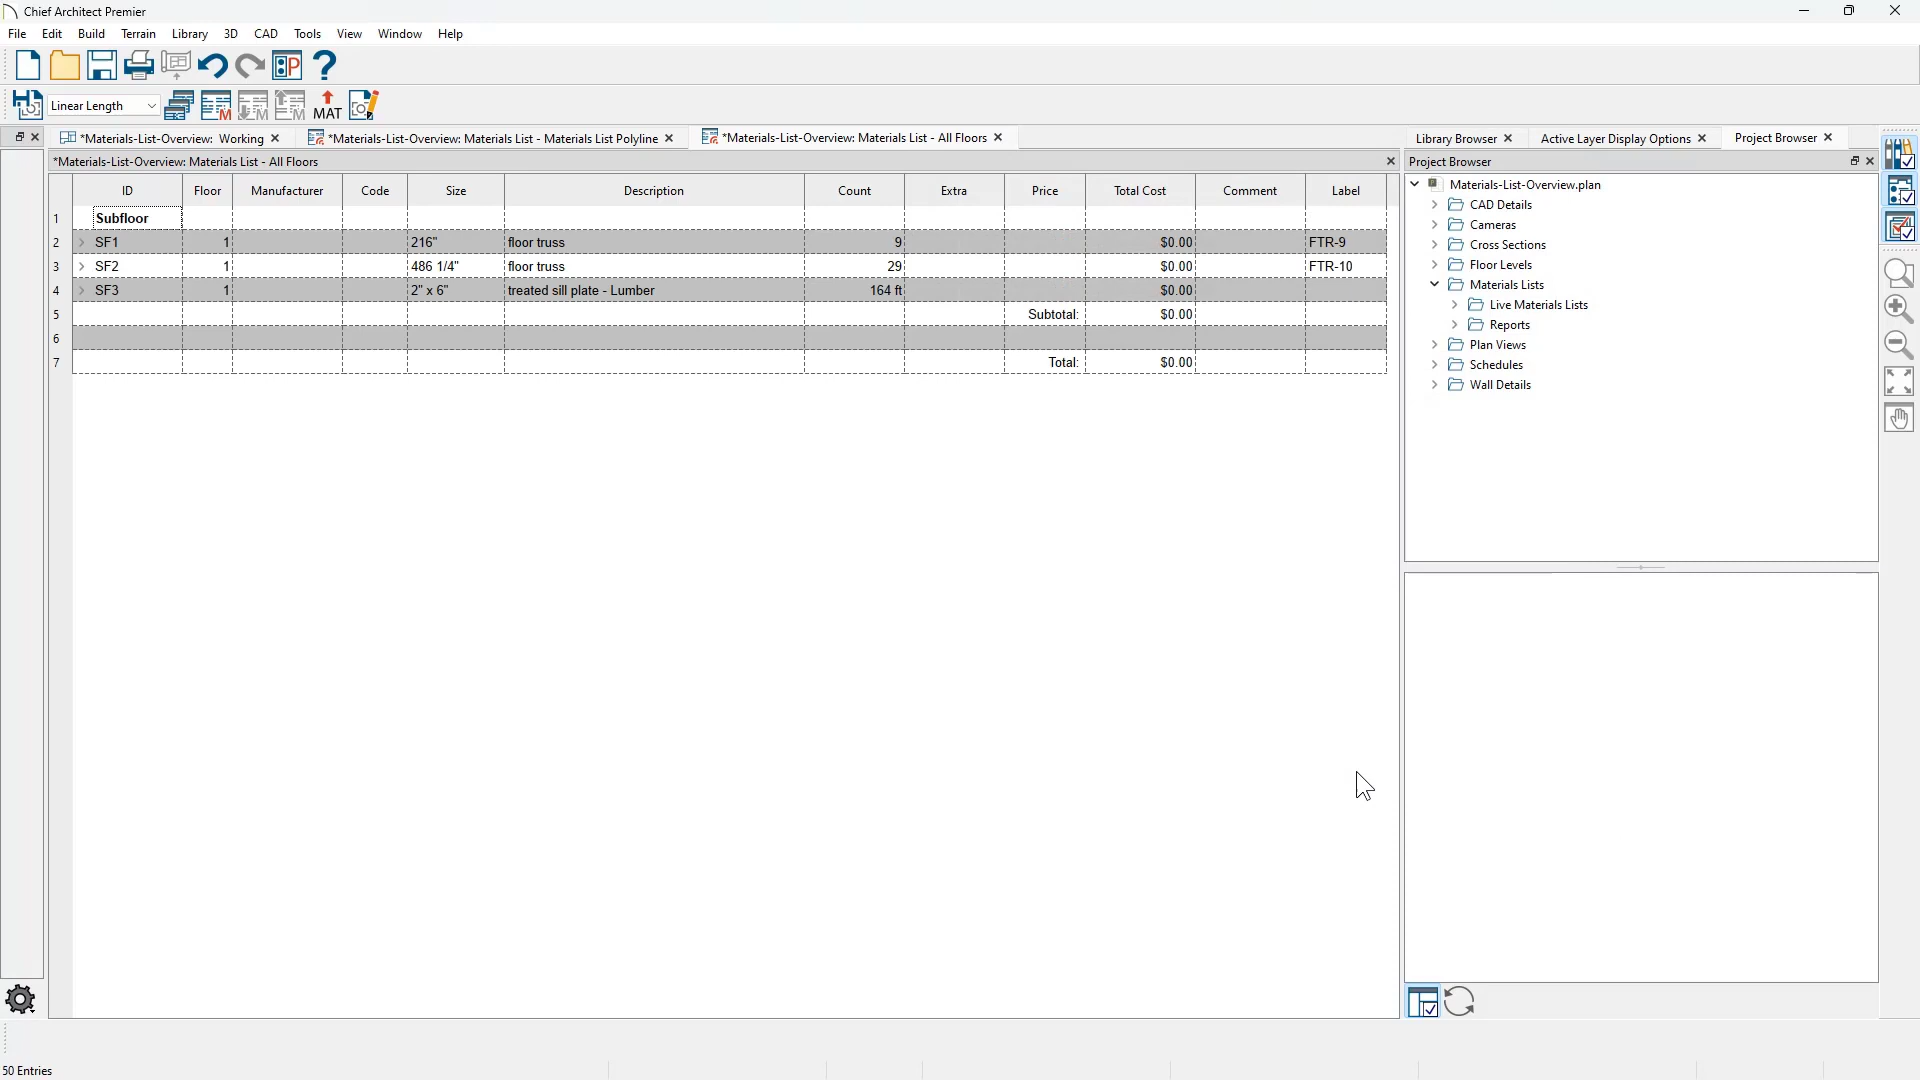 Chief Architect Premier
File Edit Build Terrain Library 3D CAD Tools View Window Help
Linear Length MAT
*Materials-List-Overview: Working *Materials-List-Overview: Materials List - Materials List Polyline *Materials-List-Overview: Materials List - All Floors Library Browser Active Layer Display Options Project Browser
*Materials-List-Overview: Materials List - All Floors
ID Floor Manufacturer Code Size Description Count Extra Price Total Cost Comment Label
1 Subfloor
2 SF1 1 216" floor truss 9 $0.00 FTR-9
3 SF2 1 486 1/4" floor truss 29 $0.00 FTR-10
4 SF3 1 2" x 6" treated sill plate - Lumber 164 ft $0.00
5 Subtotal: $0.00
6
7 Total: $0.00
Project Browser
Materials-List-Overview.plan
CAD Details
Cameras
Cross Sections
Floor Levels
Materials Lists
Live Materials Lists
Reports
Plan Views
Schedules
Wall Details
50 Entries